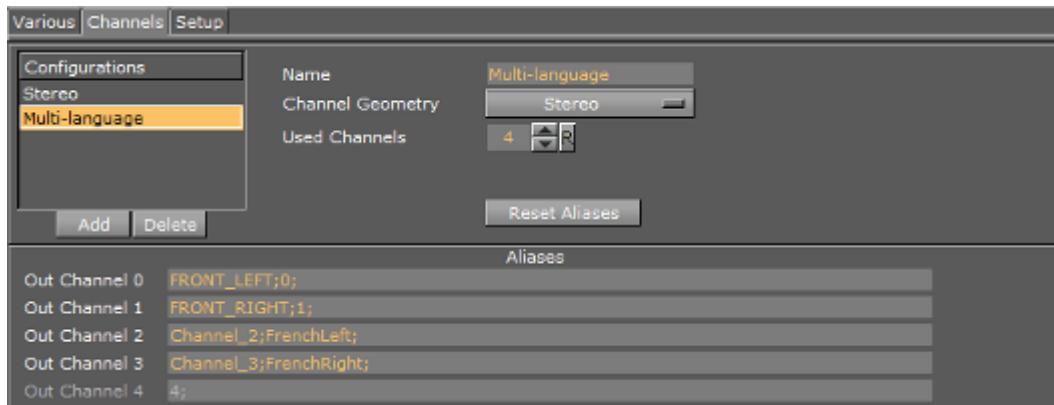 Various Channels Setup
Configurations
Stereo
Multi-language
Add Delete
Name Multi-language
Channel Geometry Stereo
Used Channels 4 R
Reset Aliases
Aliases
Out Channel 0 FRONT_LEFT;0;
Out Channel 1 FRONT_RIGHT;1;
Out Channel 2 Channel_2;FrenchLeft;
Out Channel 3 Channel_3;FrenchRight;
Out Channel 4 4;